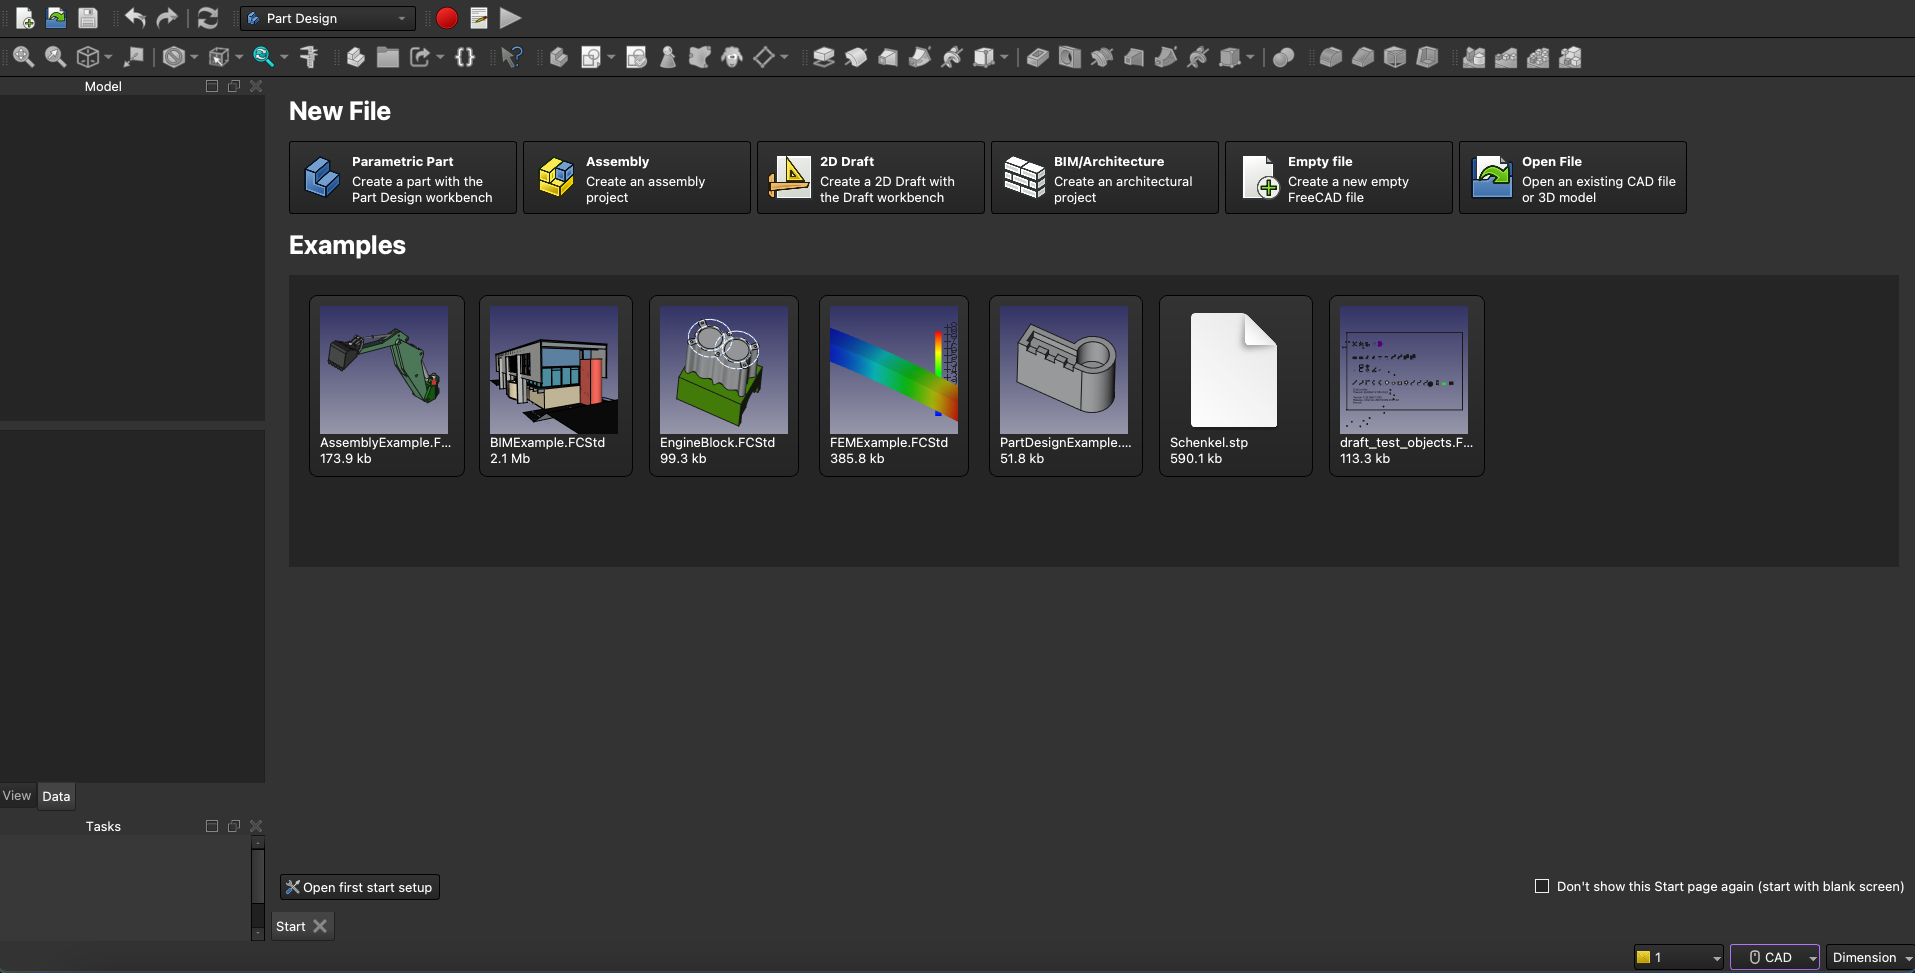 Part Design
Model
New File
Parametric Part
Create a part with the
Part Design workbench
Assembly
Create an assembly
project
2D Draft
Create a 2D Draft with
the Draft workbench
BIM/Architecture
Create an architectural
project
Empty file
Create a new empty
FreeCAD file
Open File
Open an existing CAD file
or 3D model
Examples
AssemblyExample.F...
173.9 kb
BIMExample.FCStd
2.1 Mb
EngineBlock.FCStd
99.3 kb
FEMExample.FCStd
385.8 kb
PartDesignExample....
51.8 kb
Schenkel.stp
590.1 kb
draft_test_objects.F...
113.3 kb
View Data
Tasks
Open first start setup
Don't show this Start page again (start with blank screen)
Start
1 CAD Dimension